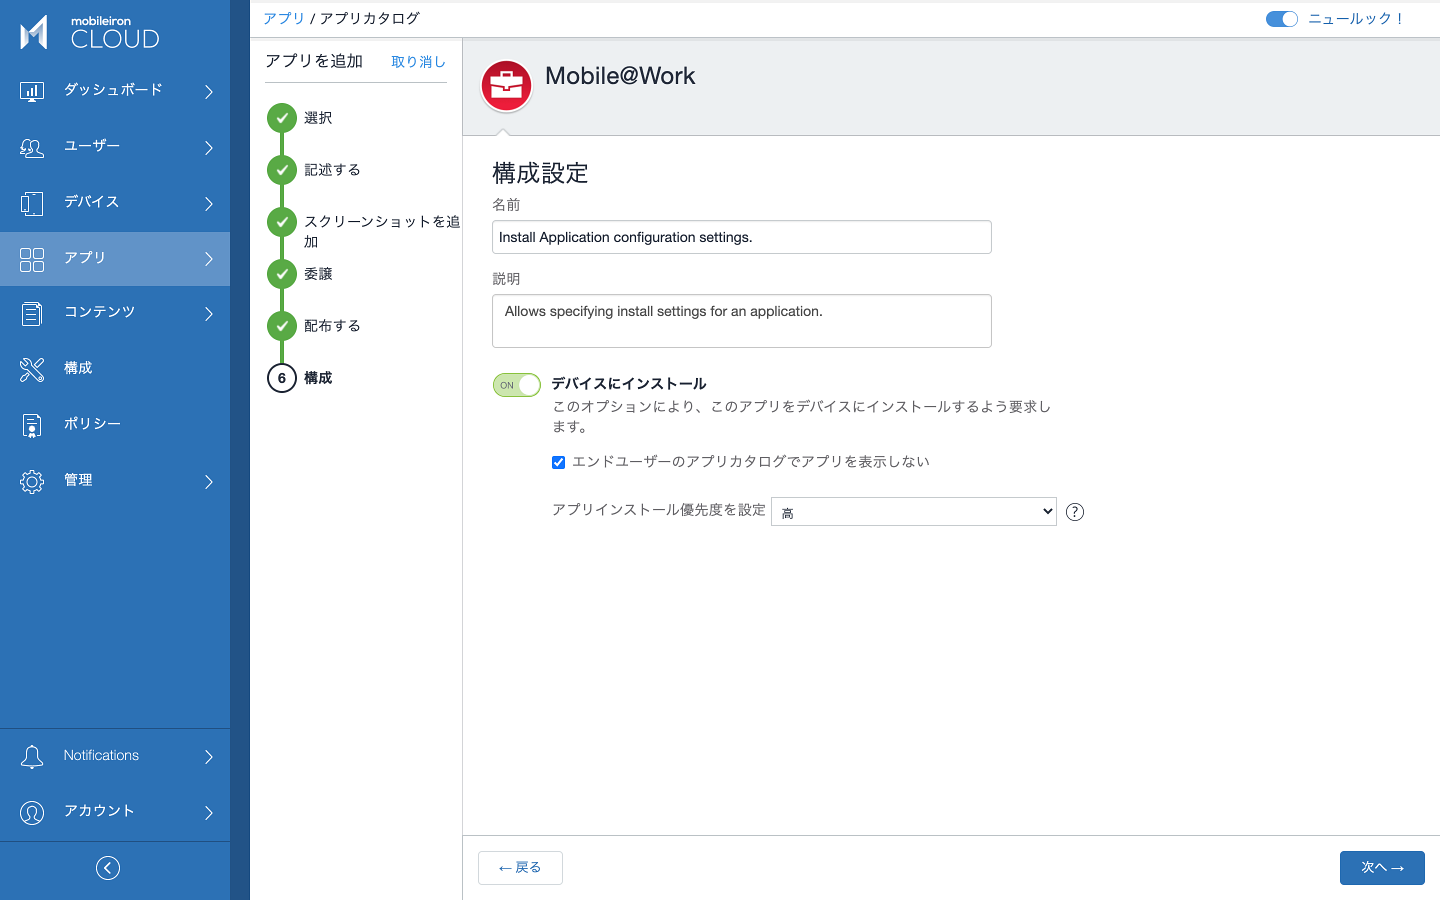 mobileiron
CLOUD
ダッシュボード
ユーザー
デバイス
アプリ
コンテンツ
構成
ポリシー
管理
Notifications
アカウント
アプリ / アプリカタログ
ニュールック！
アプリを追加 取り消し
選択
記述する
スクリーンショットを追
加
委譲
配布する
6 構成
Mobile@Work
構成設定
名前
Install Application configuration settings.
説明
Allows specifying install settings for an application.
ON デバイスにインストール
このオプションにより、このアプリをデバイスにインストールするよう要求し
ます。
エンドユーザーのアプリカタログでアプリを表示しない
アプリインストール優先度を設定 高 ?
←戻る
次へ→